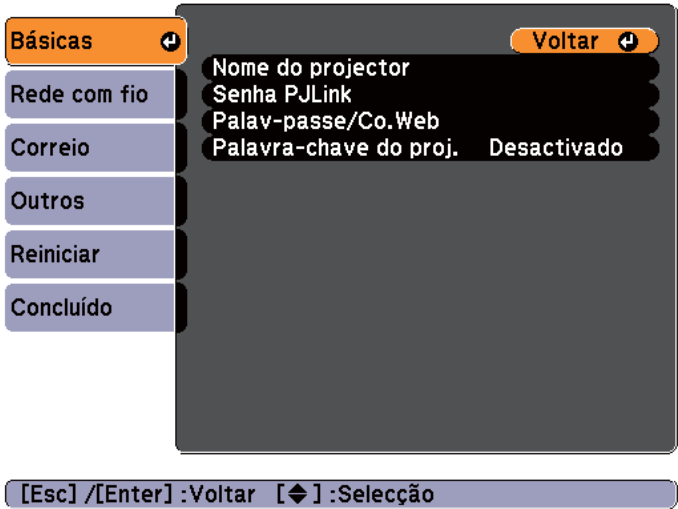 Básicas
Rede com fio
Correio
Outros
Reiniciar
Concluído
Voltar
Nome do projector
Senha PJLink
Palav-passe/Co.Web
Palavra-chave do proj. Desactivado
[Esc] /[Enter] :Voltar [ ] :Selecção